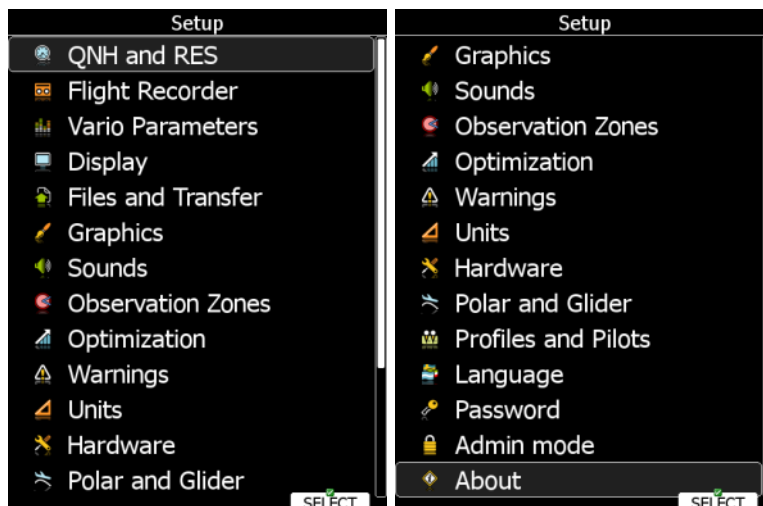 Setup
QNH and RES
Flight Recorder
Vario Parameters
Display
Files and Transfer
Graphics
Sounds
Observation Zones
Optimization
Warnings
Units
Hardware
Polar and Glider
SELECT
Setup
Graphics
Sounds
Observation Zones
Optimization
Warnings
Units
Hardware
Polar and Glider
Profiles and Pilots
Language
Password
Admin mode
About
SELECT